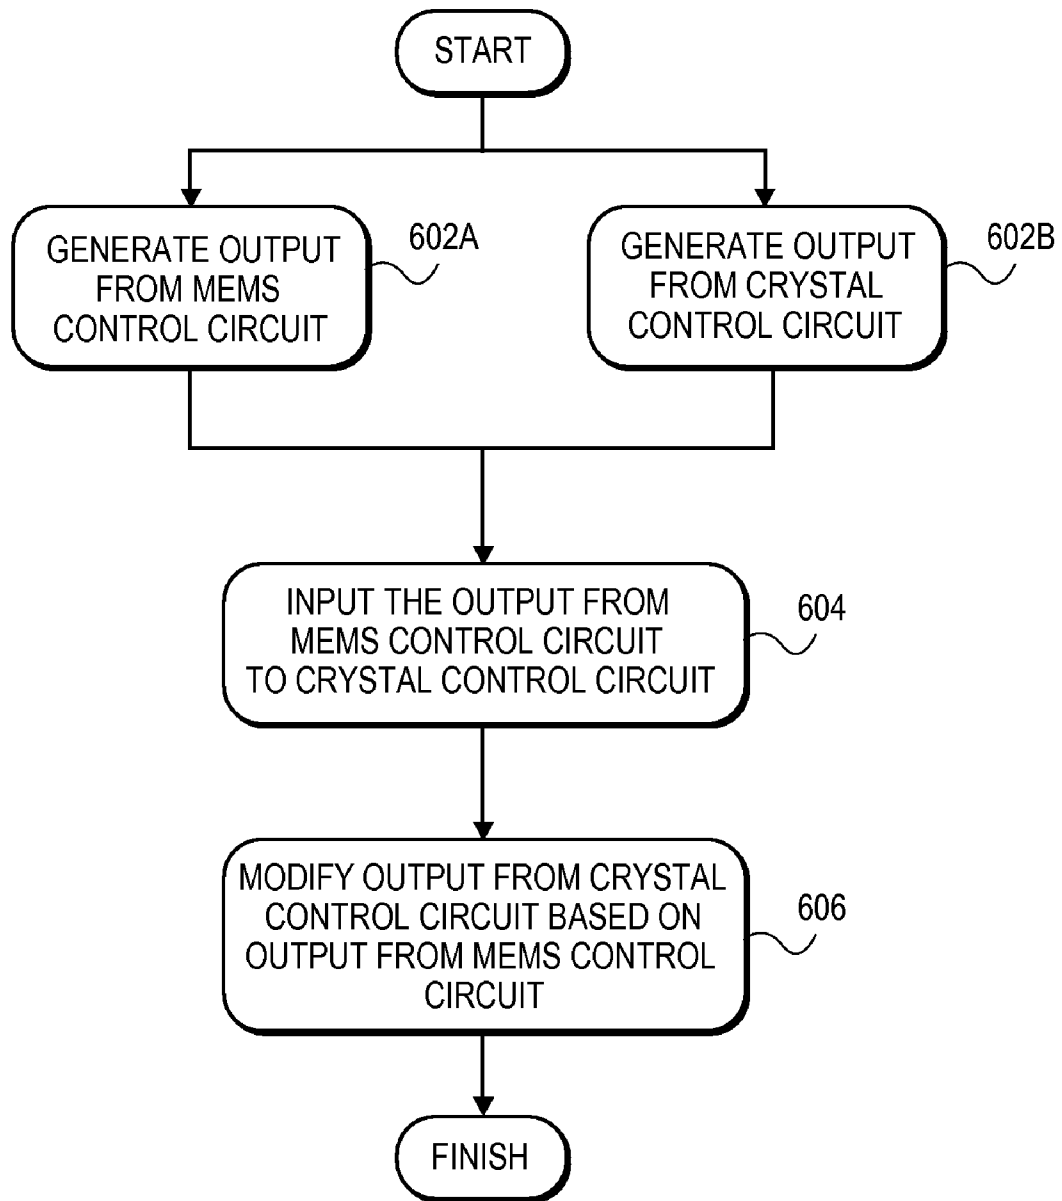 START
GENERATE OUTPUT
FROM MEMS
CONTROL CIRCUIT
602A
GENERATE OUTPUT
FROM CRYSTAL
CONTROL CIRCUIT
602B
INPUT THE OUTPUT FROM
MEMS CONTROL CIRCUIT
TO CRYSTAL CONTROL CIRCUIT
604
MODIFY OUTPUT FROM CRYSTAL
CONTROL CIRCUIT BASED ON
OUTPUT FROM MEMS CONTROL
CIRCUIT
606
FINISH